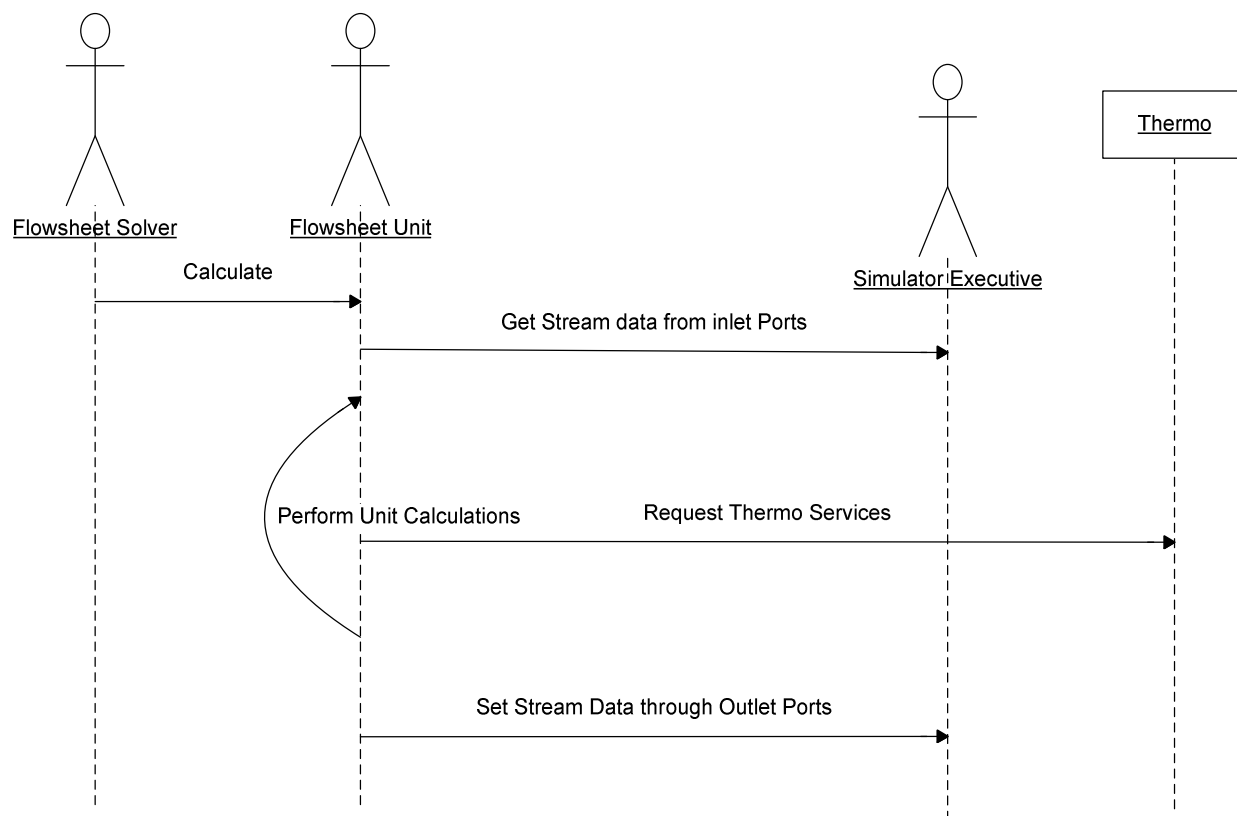 Thermo
Flowsheet Solver
Flowsheet Unit
Calculate
Simulator Executive
Get Stream data from inlet Ports
Perform Unit Calculations
Request Thermo Services
Set Stream Data through Outlet Ports